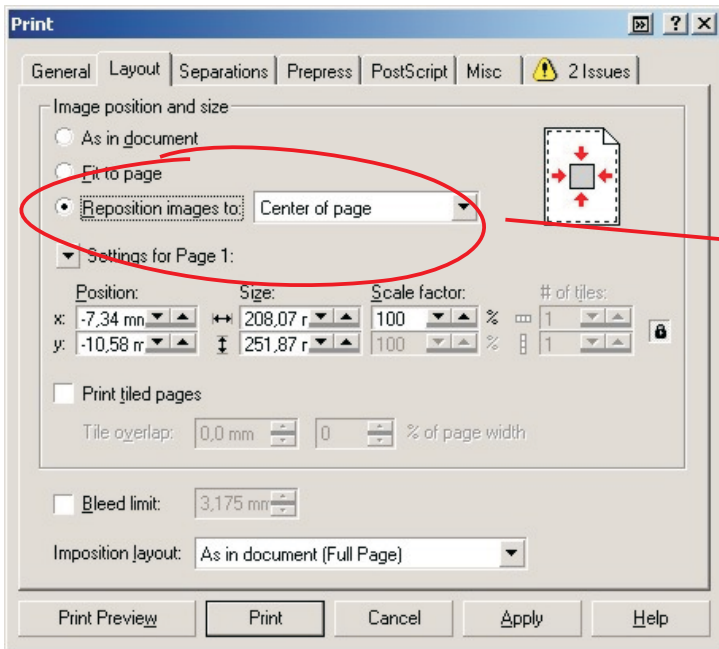 Print
General Layout Separations Prepress PostScript Misc 2 Issues
Image position and size
As in document
Fit to page
Reposition images to: Center of page
Settings for Page 1:
Position: Size: Scale factor: # of tiles:
x: -7,34 mn 208,07 r 100 % 1
y: -10,58 m 251,87 r 100 % 1
Print tiled pages
Tile overlap: 0,0 mm 0 % of page width
Bleed limit: 3,175 mm
Imposition layout: As in document (Full Page)
Print Preview Print Cancel Apply Help